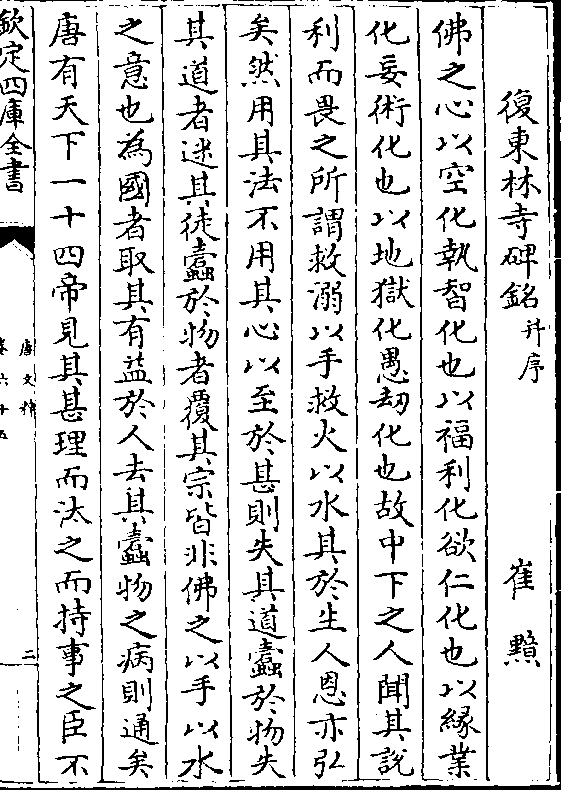 復東林寺碑銘并序　崔黯
佛之心以空化執智化也以福利化欲仁化也以緣業
化妄術化也以地獄化愚劫化也故中下之人聞其說
利而畏之所謂救溺以手救火以水其於生人恩亦弘
矣然用其法不用其心以至於甚則失其道蠹於物失
其道者迷其徒蠹於物者覆其宗皆非佛之以手以水
之意也為國者取其有益於人去其蠹物之病則通矣
唐有天下一十四帝見其甚理而汰之而持事之臣不
欽定四庫全書
唐文粹
卷六十五
二